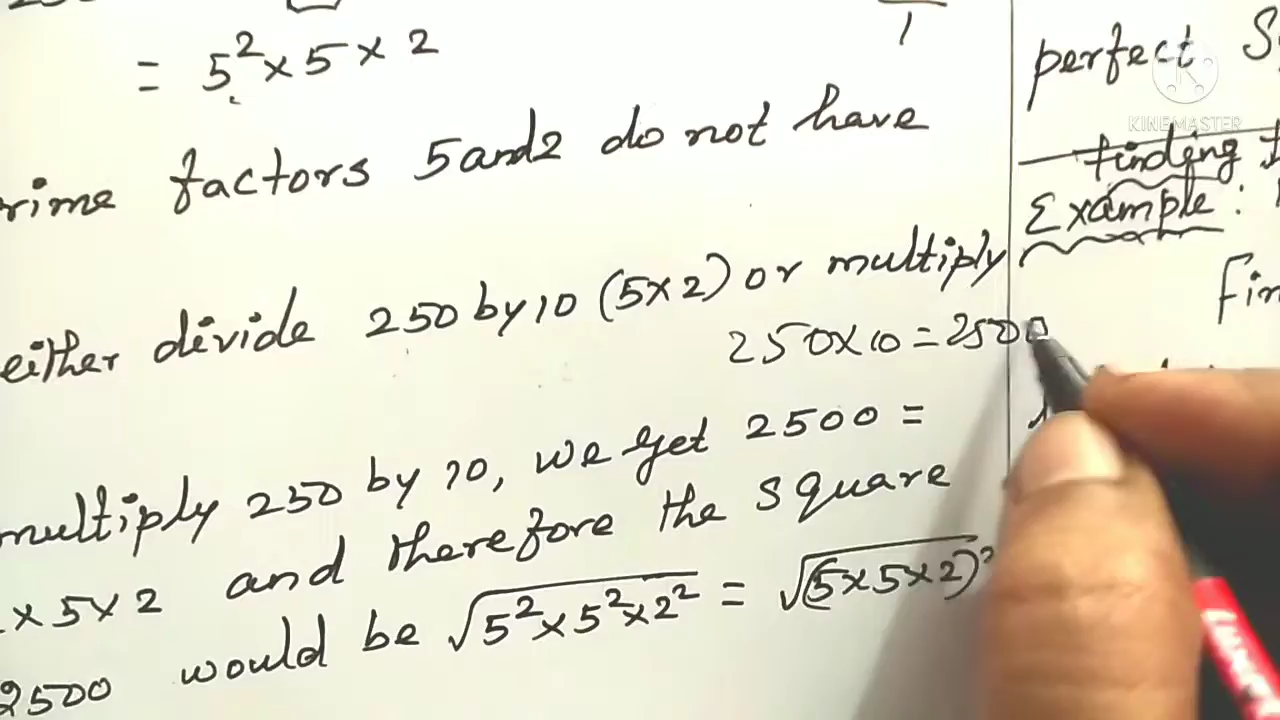 = 5² × 5 × 2
1
factors 5 and 2 do not have
either divide 250 by 10 (5×2) or multiply
250×10 = 2500
multiply 250 by 10, we get 2500 =
× 5 × 2 and therefore the square
2500 would be √5² × 5² × 2² = √(5×5×2)²
perfect
KINEMASTER
finding
Example: